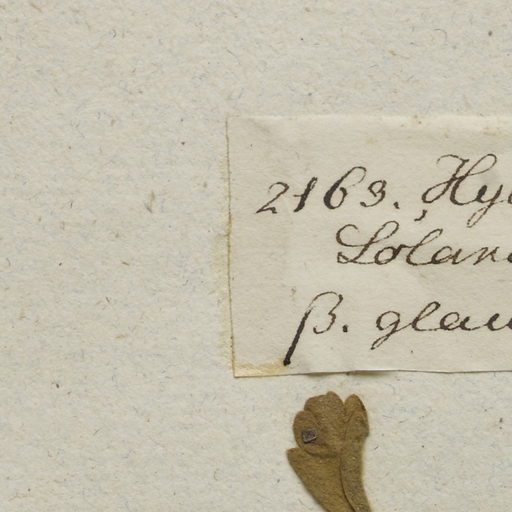 2163. Hy
Solan
β. glau